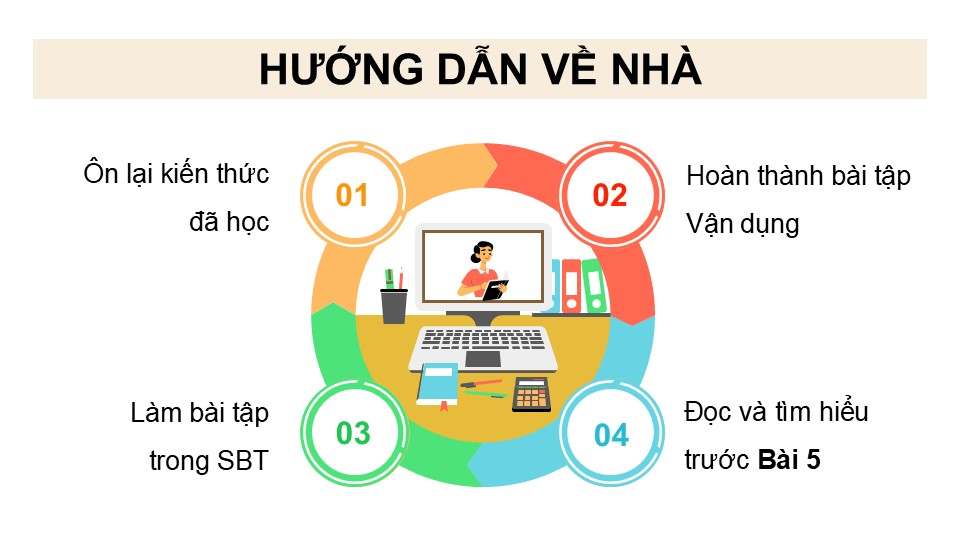 HƯỚNG DẪN VỀ NHÀ
01
Ôn lại kiến thức
đã học
02
Hoàn thành bài tập
Vận dụng
03
Làm bài tập
trong SBT
04
Đọc và tìm hiểu
trước Bài 5